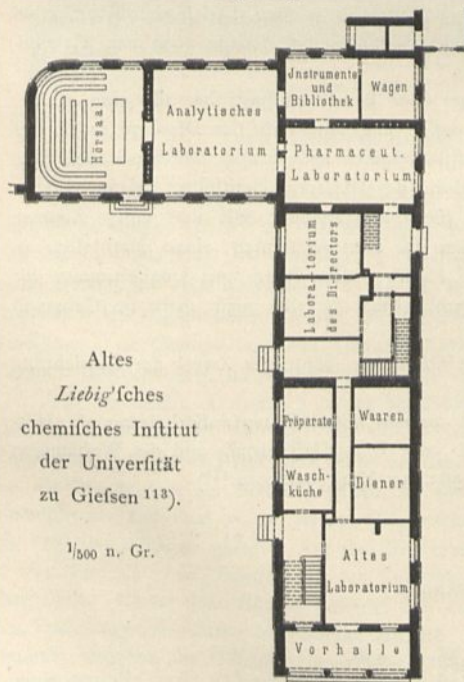 Hörsaal
Analytisches
Laboratorium
Jnstrumente
und
Bibliothek
Wagen
Pharmaceut.
Laboratorium
Laboratorium
des Directors
Präparate
Waaren
Wasch-
küche
Diener
Altes
Laboratorium
Vorhalle
Altes
Liebig'ſches
chemiſches Inſtitut
der Univerſität
zu Gieſsen 113).
1/500 n. Gr.